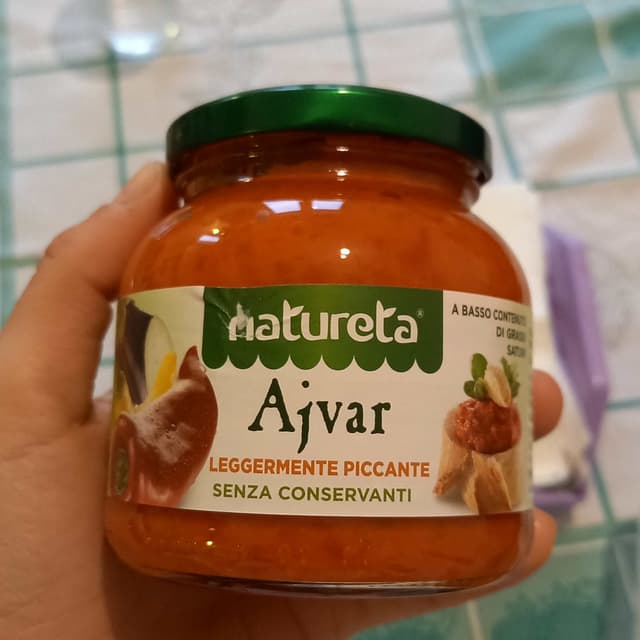 natureta®
A BASSO CONTENUTO
DI GRASSI
SATURI
Ajvar
LEGGERMENTE PICCANTE
SENZA CONSERVANTI